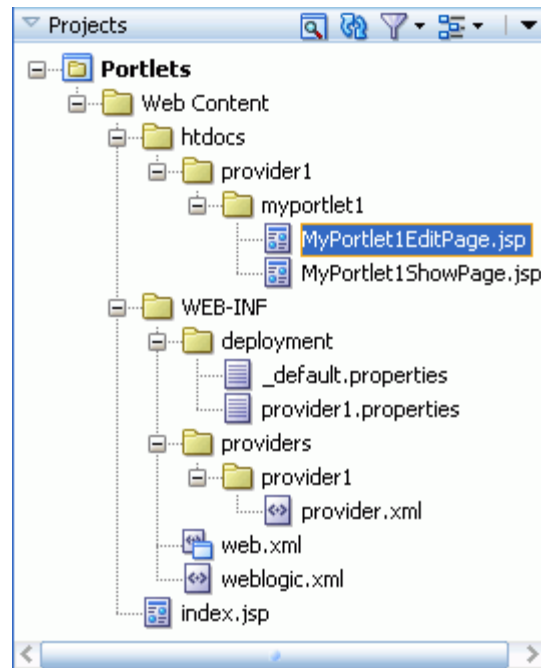 Projects
Portlets
Web Content
htdocs
provider1
myportlet1
MyPortlet1EditPage.jsp
MyPortlet1ShowPage.jsp
WEB-INF
deployment
_default.properties
provider1.properties
providers
provider1
provider.xml
web.xml
weblogic.xml
index.jsp